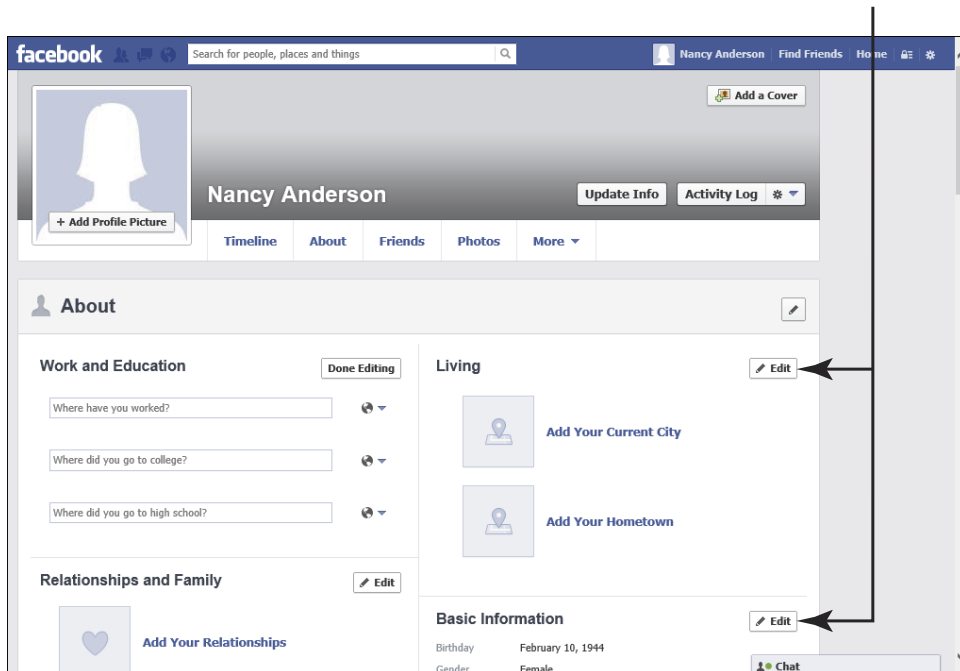 facebook Search for people, places and things Nancy Anderson Find Friends Home
Add a Cover
Nancy Anderson Update Info Activity Log
+ Add Profile Picture
Timeline About Friends Photos More
About
Work and Education Done Editing
Where have you worked?
Where did you go to college?
Where did you go to high school?
Living Edit
Add Your Current City
Add Your Hometown
Relationships and Family Edit
Add Your Relationships
Basic Information Edit
Birthday February 10, 1944
Gender Female
Chat